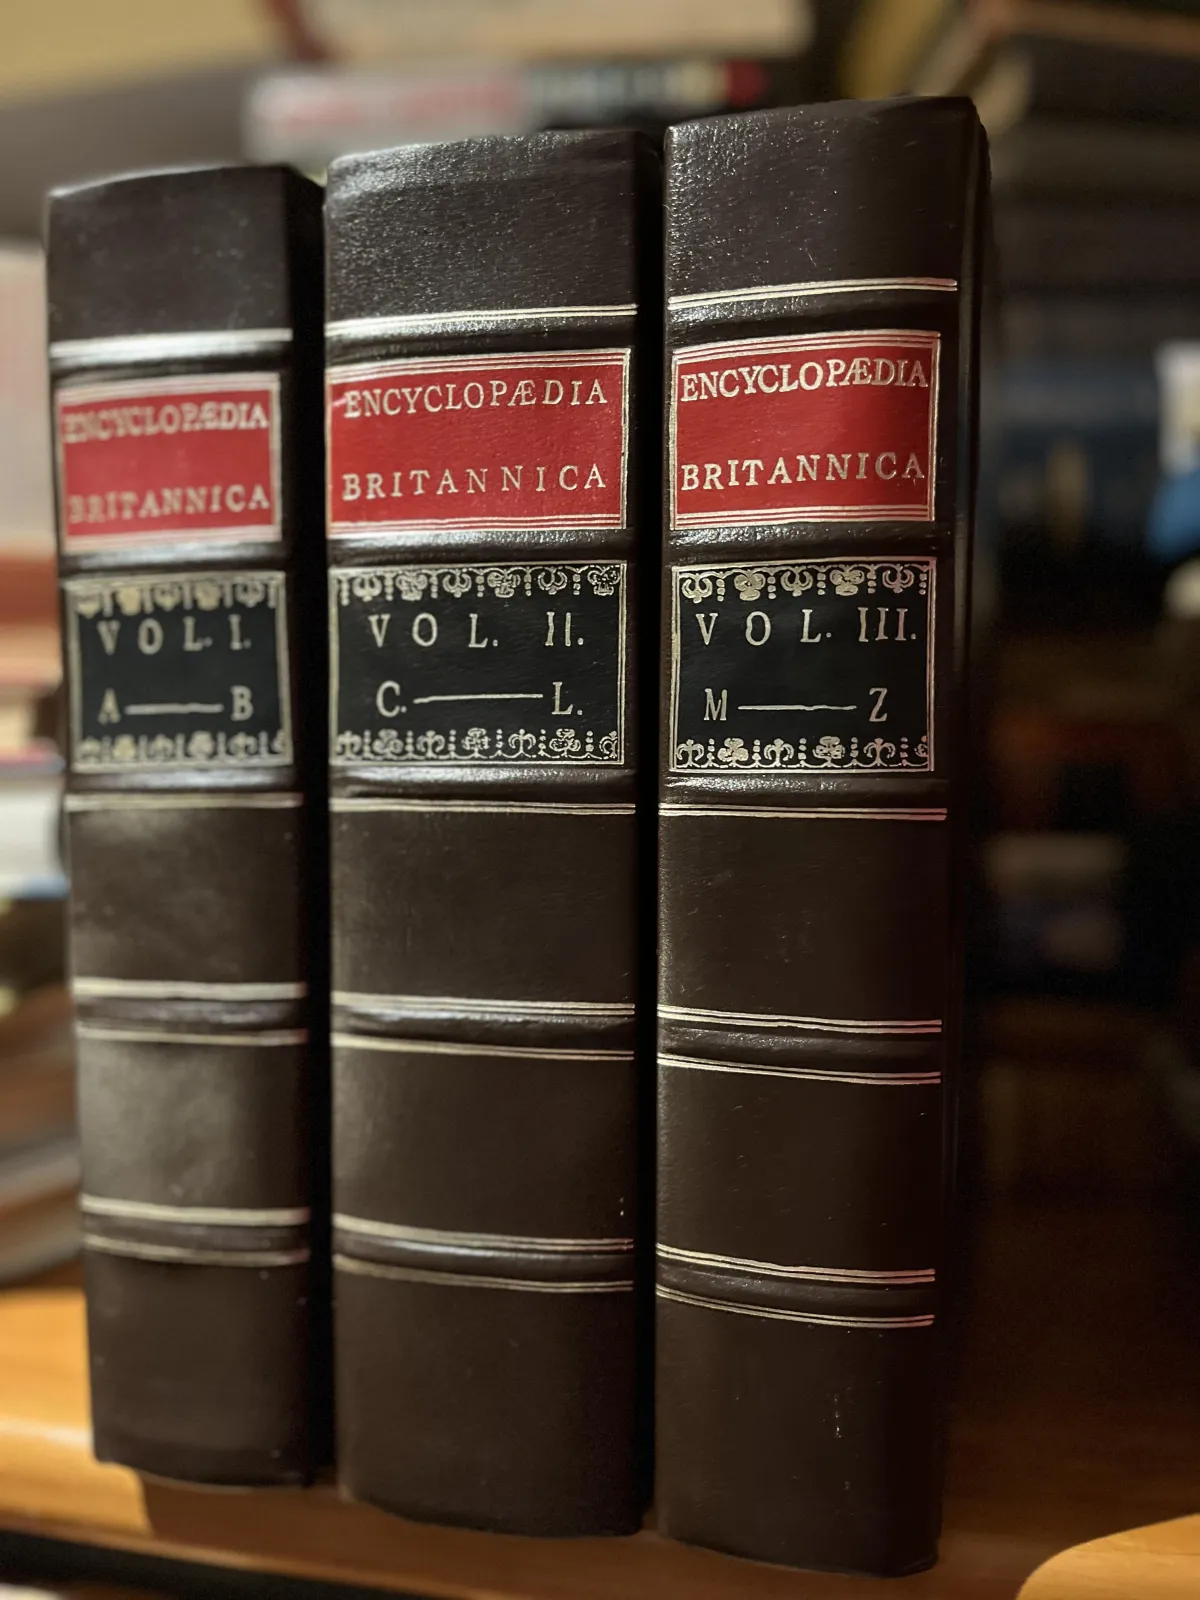 ENCYCLOPÆDIA
BRITANNICA
VOL. I.
A—B
ENCYCLOPÆDIA
BRITANNICA
VOL. II.
C.—L.
ENCYCLOPÆDIA
BRITANNICA
VOL. III.
M—Z